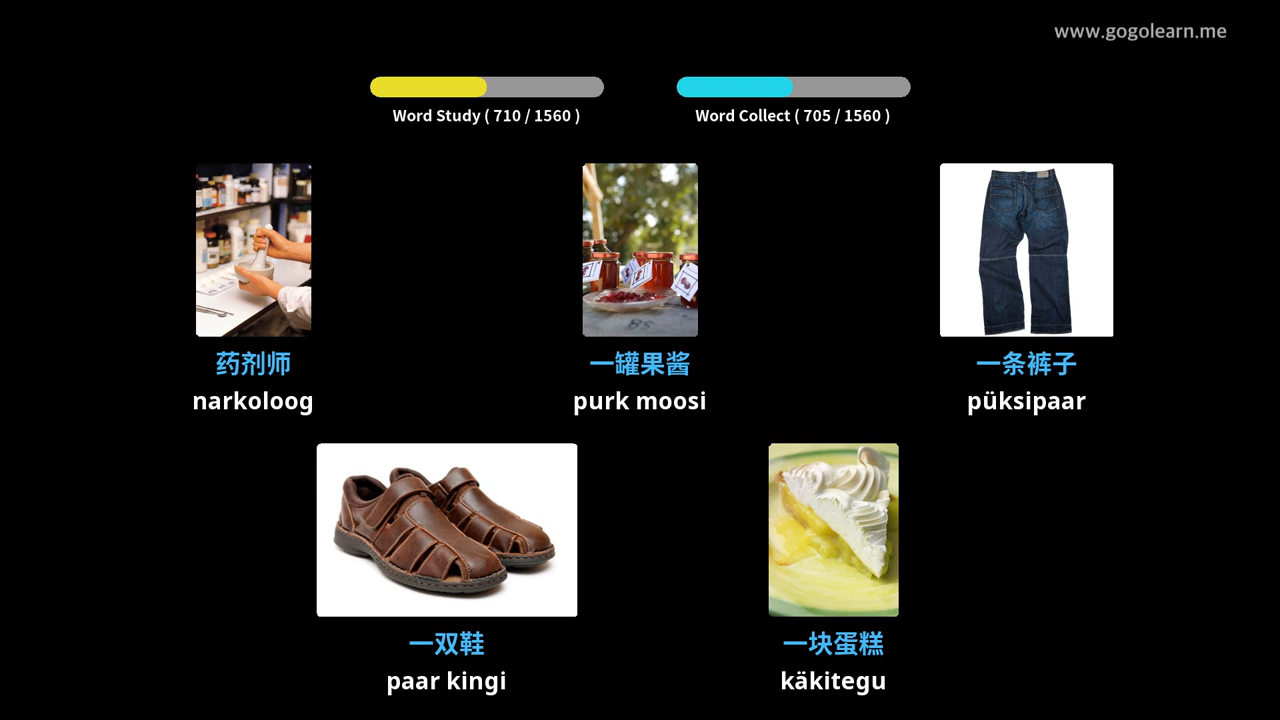 www.gogolearn.me
Word Study ( 710 / 1560 )
Word Collect ( 705 / 1560 )
药剂师
narkoloog
一罐果酱
purk moosi
一条裤子
püksipaar
一双鞋
paar kingi
一块蛋糕
käkitegu